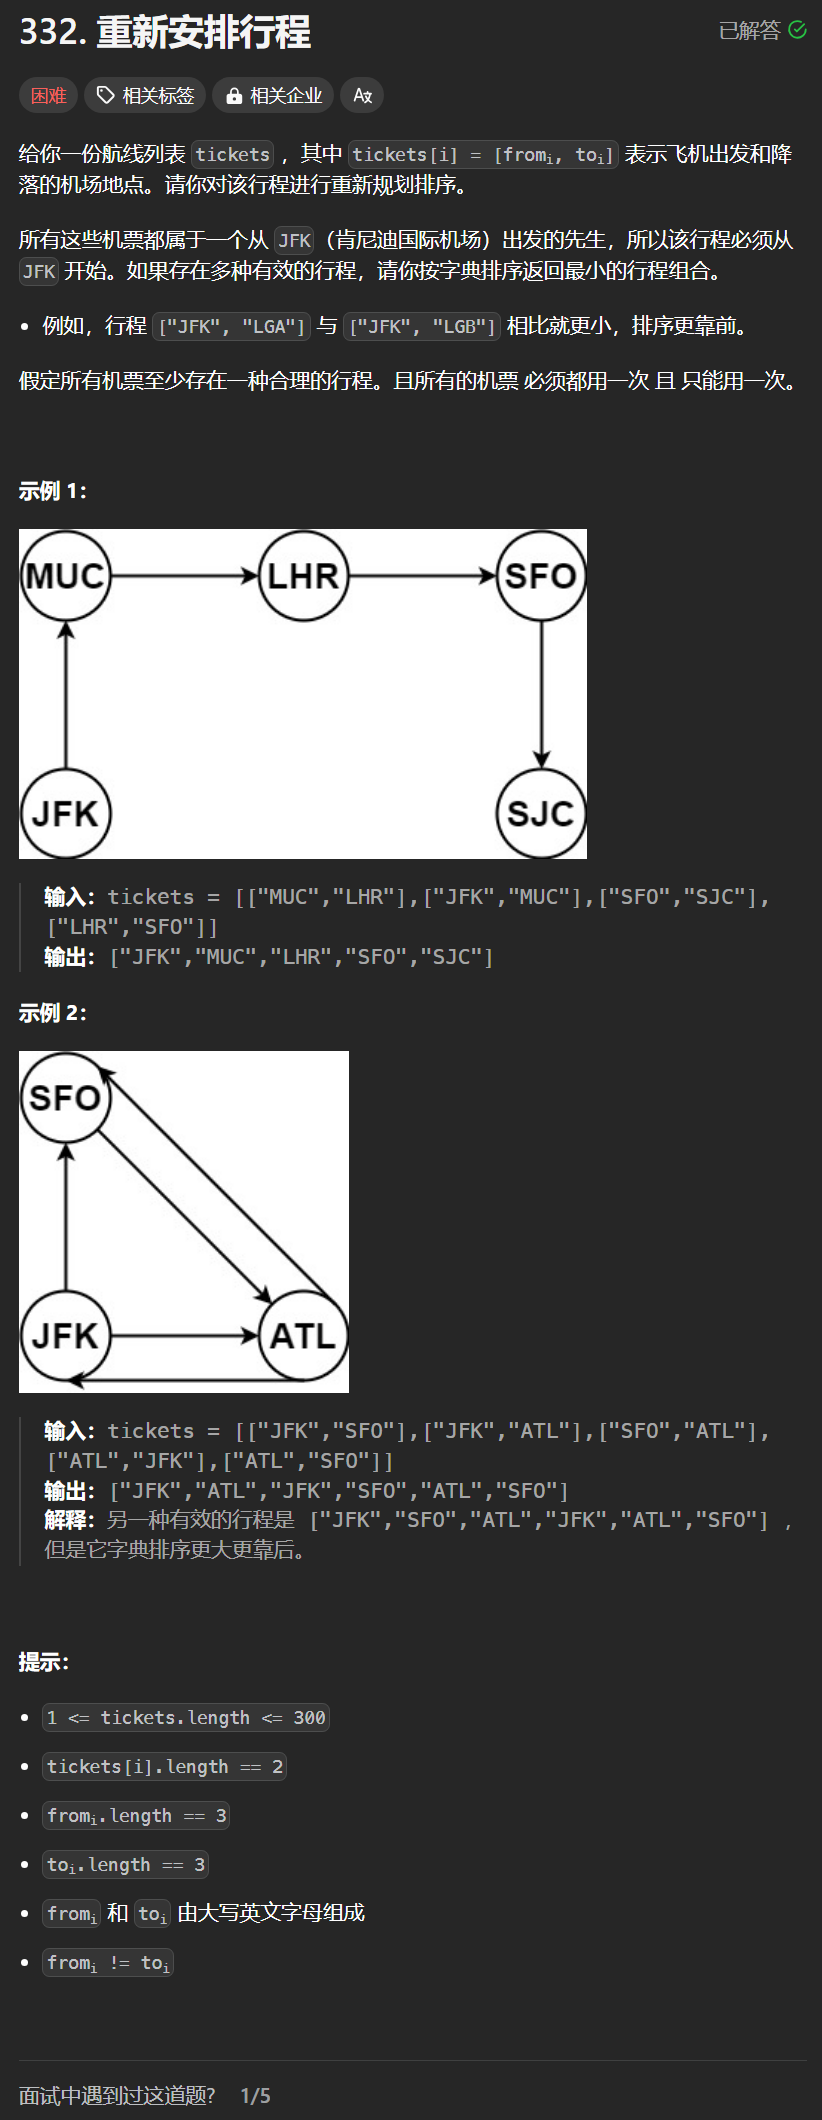 332. 重新安排行程
已解答
困难
相关标签
相关企业
给你一份航线列表 tickets ，其中 tickets[i] = [fromi, toi] 表示飞机出发和降
落的机场地点。请你对该行程进行重新规划排序。
所有这些机票都属于一个从 JFK（肯尼迪国际机场）出发的先生，所以该行程必须从
JFK 开始。如果存在多种有效的行程，请你按字典排序返回最小的行程组合。
• 例如，行程 ["JFK", "LGA"] 与 ["JFK", "LGB"] 相比就更小，排序更靠前。
假定所有机票至少存在一种合理的行程。且所有的机票 必须都用一次 且 只能用一次。
示例 1：
MUC LHR SFO
JFK SJC
输入：tickets = [["MUC","LHR"],["JFK","MUC"],["SFO","SJC"],
["LHR","SFO"]]
输出：["JFK","MUC","LHR","SFO","SJC"]
示例 2：
SFO
JFK ATL
输入：tickets = [["JFK","SFO"],["JFK","ATL"],["SFO","ATL"],
["ATL","JFK"],["ATL","SFO"]]
输出：["JFK","ATL","JFK","SFO","ATL","SFO"]
解释：另一种有效的行程是 ["JFK","SFO","ATL","JFK","ATL","SFO"] ，
但是它字典排序更大更靠后。
提示：
• 1 <= tickets.length <= 300
• tickets[i].length == 2
• fromi.length == 3
• toi.length == 3
• fromi 和 toi 由大写英文字母组成
• fromi != toi
面试中遇到过这道题? 1/5